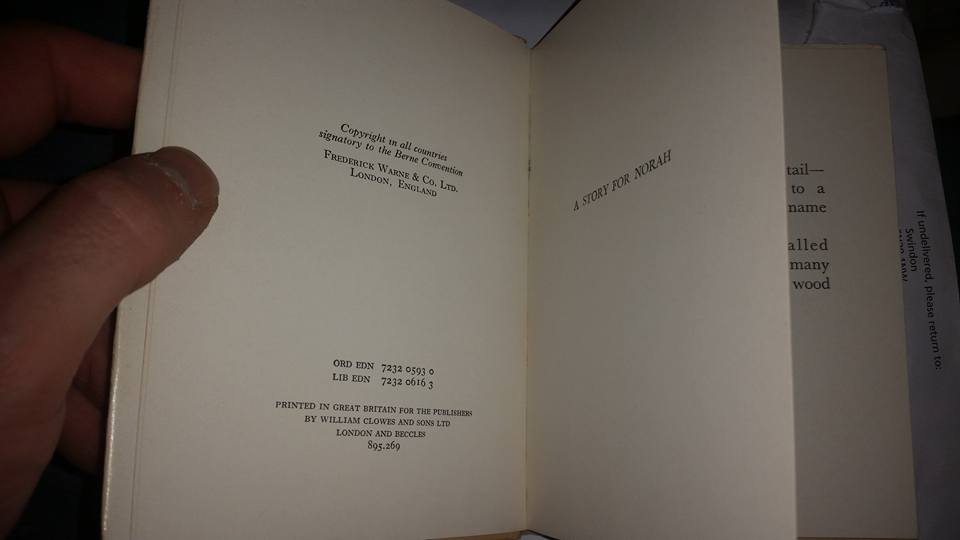 Copyright in all countries
signatory to the Berne Convention
FREDERICK WARNE & CO. LTD.
LONDON, ENGLAND
ORD EDN 7232 0593 0
LIB EDN 7232 0616 3
PRINTED IN GREAT BRITAIN FOR THE PUBLISHERS
BY WILLIAM CLOWES AND SONS LTD
LONDON AND BECCLES
895.269
A STORY FOR NORAH
tail—
to a
name
alled
many
wood
If undelivered, please return to:
Swindon